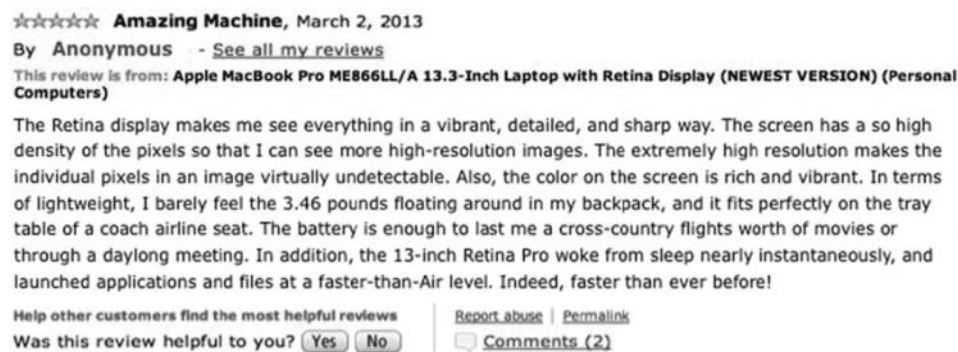 Amazing Machine, March 2, 2013
By Anonymous - See all my reviews
This review is from: Apple MacBook Pro ME866LL/A 13.3-Inch Laptop with Retina Display (NEWEST VERSION) (Personal
Computers)
The Retina display makes me see everything in a vibrant, detailed, and sharp way. The screen has a so high
density of the pixels so that I can see more high-resolution images. The extremely high resolution makes the
individual pixels in an image virtually undetectable. Also, the color on the screen is rich and vibrant. In terms
of lightweight, I barely feel the 3.46 pounds floating around in my backpack, and it fits perfectly on the tray
table of a coach airline seat. The battery is enough to last me a cross-country flights worth of movies or
through a daylong meeting. In addition, the 13-inch Retina Pro woke from sleep nearly instantaneously, and
launched applications and files at a faster-than-Air level. Indeed, faster than ever before!
Help other customers find the most helpful reviews Report abuse | Permalink
Was this review helpful to you? Yes No Comments (2)